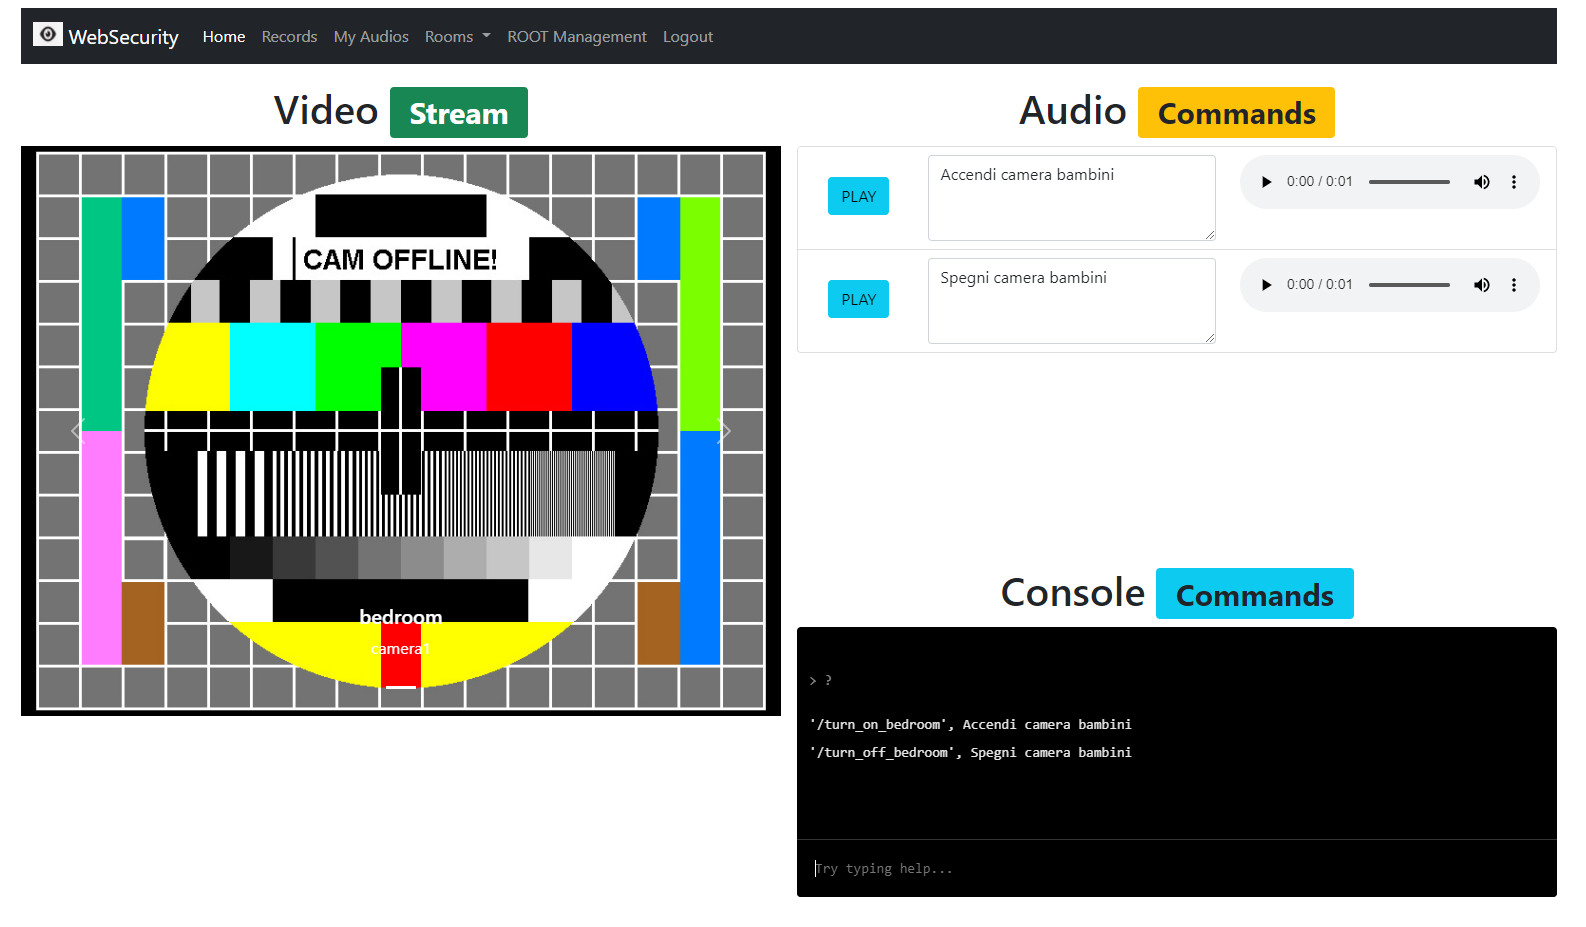 WebSecurity Home Records My Audios Rooms ROOT Management Logout
Video Stream
CAM OFFLINE!
bedroom
camera1
Audio Commands
PLAY Accendi camera bambini 0:00 / 0:01
PLAY Spegni camera bambini 0:00 / 0:01
Console Commands
> ?
'/turn_on_bedroom', Accendi camera bambini
'/turn_off_bedroom', Spegni camera bambini
Try typing help...